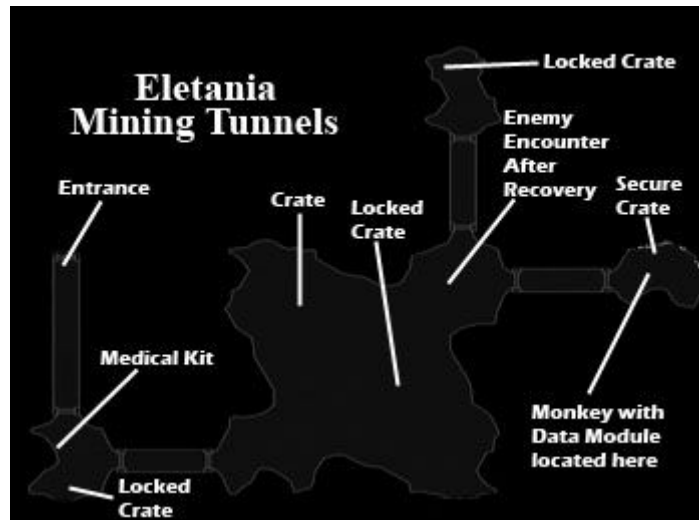 Eletania
Mining Tunnels
Locked Crate
Enemy
Encounter
After
Recovery
Secure
Crate
Entrance
Crate
Locked
Crate
Medical Kit
Locked
Crate
Monkey with
Data Module
located here